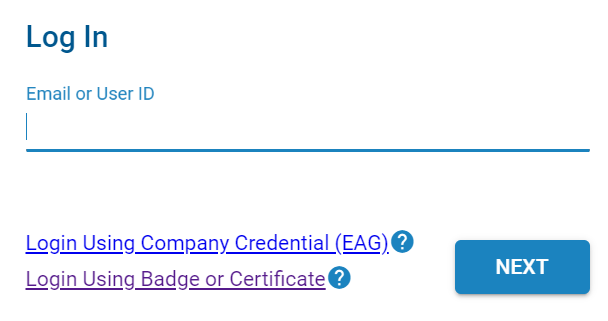 Log In
Email or User ID
Login Using Company Credential (EAG) ?
Login Using Badge or Certificate ?
NEXT